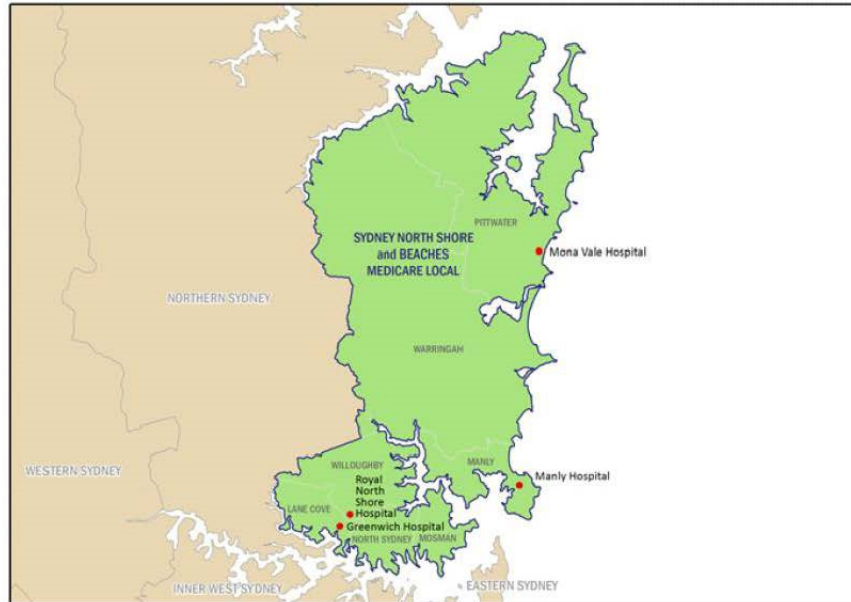 PITTWATER
SYDNEY NORTH SHORE
and BEACHES
MEDICARE LOCAL
Mona Vale Hospital
NORTHERN SYDNEY
WARRINGAH
WESTERN SYDNEY
WILLOUGHBY
MANLY
Manly Hospital
Royal
North
Shore
Hospital
LANE COVE
Greenwich Hospital
NORTH SYDNEY
MOSMAN
INNER WEST SYDNEY
EASTERN SYDNEY